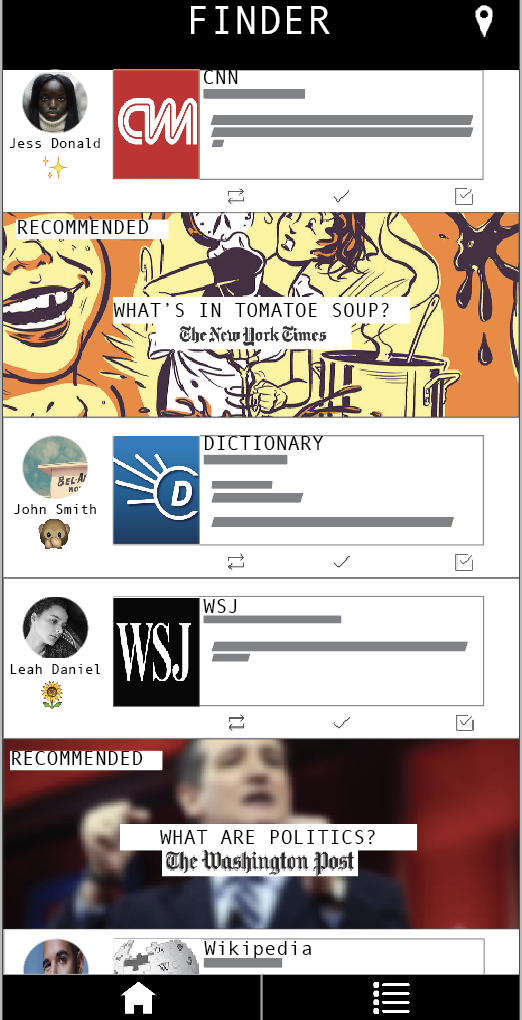 FINDER
CNN
CNN
Jess Donald
RECOMMENDED
WHAT'S IN TOMATOE SOUP?
The New York Times
DICTIONARY
D
BEL-AI
MO
John Smith
WSJ
WSJ
Leah Daniel
RECOMMENDED
WHAT ARE POLITICS?
The Washington Post
Wikipedia
W